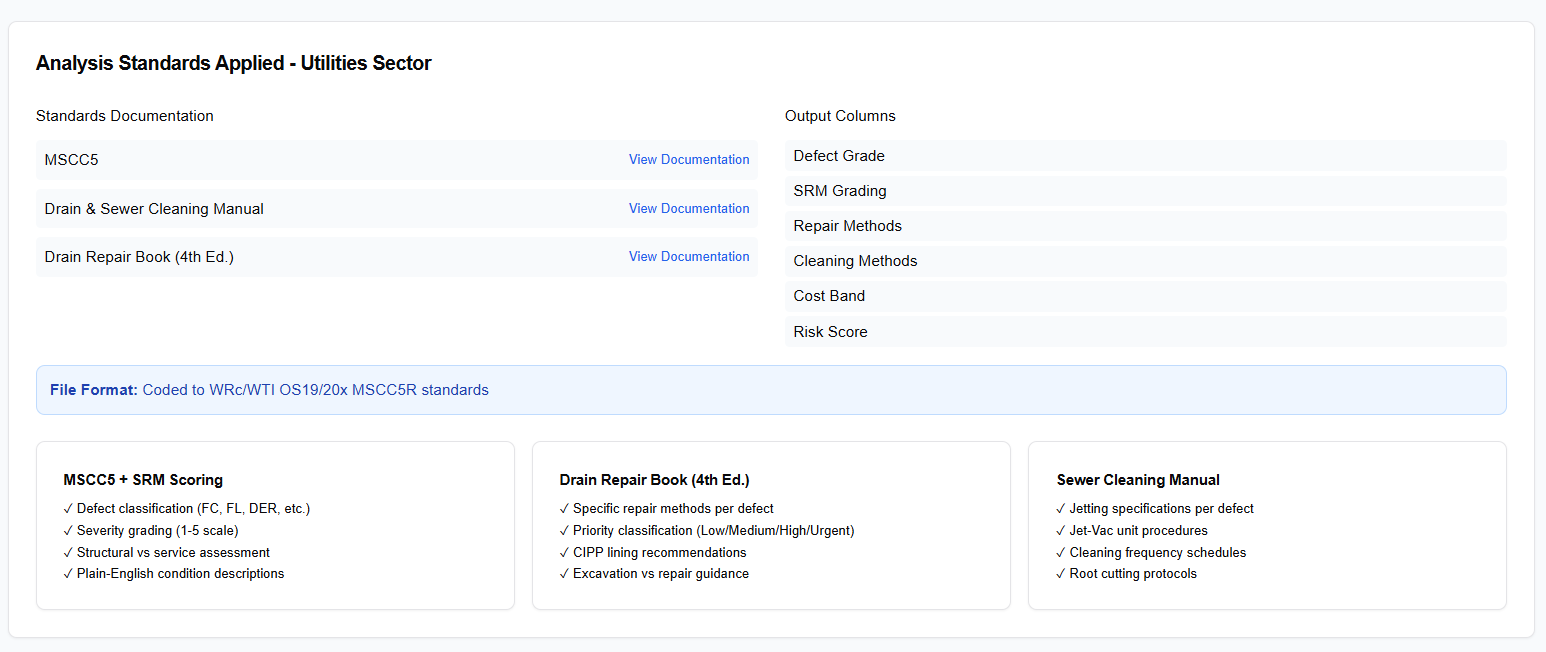 Analysis Standards Applied - Utilities Sector
Standards Documentation
MSCC5 View Documentation
Drain & Sewer Cleaning Manual View Documentation
Drain Repair Book (4th Ed.) View Documentation
Output Columns
Defect Grade
SRM Grading
Repair Methods
Cleaning Methods
Cost Band
Risk Score
File Format: Coded to WRc/WTI OS19/20x MSCC5R standards
MSCC5 + SRM Scoring
✓ Defect classification (FC, FL, DER, etc.)
✓ Severity grading (1-5 scale)
✓ Structural vs service assessment
✓ Plain-English condition descriptions
Drain Repair Book (4th Ed.)
✓ Specific repair methods per defect
✓ Priority classification (Low/Medium/High/Urgent)
✓ CIPP lining recommendations
✓ Excavation vs repair guidance
Sewer Cleaning Manual
✓ Jetting specifications per defect
✓ Jet-Vac unit procedures
✓ Cleaning frequency schedules
✓ Root cutting protocols